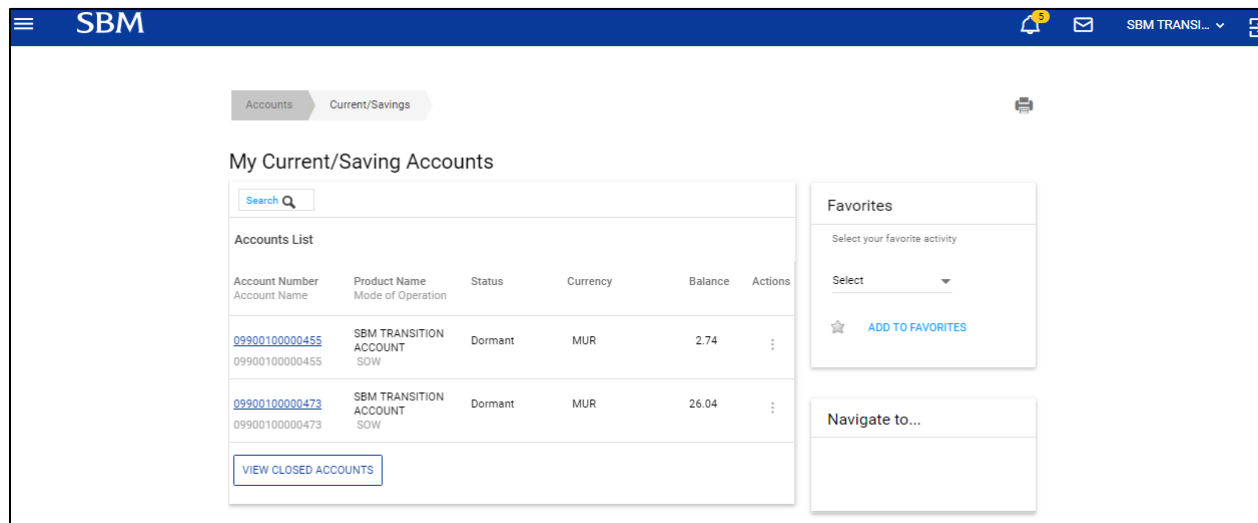 SBM
5
SBM TRANSI...
Accounts
Current/Savings
My Current/Saving Accounts
Search
Accounts List
Account Number Product Name Status Currency Balance Actions
Account Name Mode of Operation
09900100000455 SBM TRANSITION ACCOUNT Dormant MUR 2.74
09900100000455 SOW
09900100000473 SBM TRANSITION ACCOUNT Dormant MUR 26.04
09900100000473 SOW
VIEW CLOSED ACCOUNTS
Favorites
Select your favorite activity
Select
ADD TO FAVORITES
Navigate to...